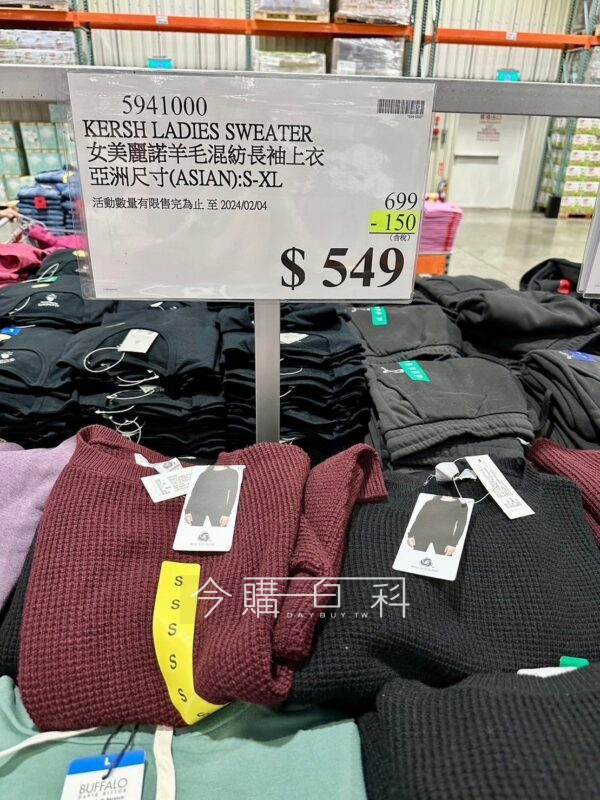 5941000
KERSH LADIES SWEATER
女美麗諾羊毛混紡長袖上衣
亞洲尺寸(ASIAN):S-XL
活動數量有限售完為止 至 2024/02/04
699
- 150
(含稅)
$ 549
S
S
S
S
S
S
今購百科
DAYBUY.TW
L
BUFFALO